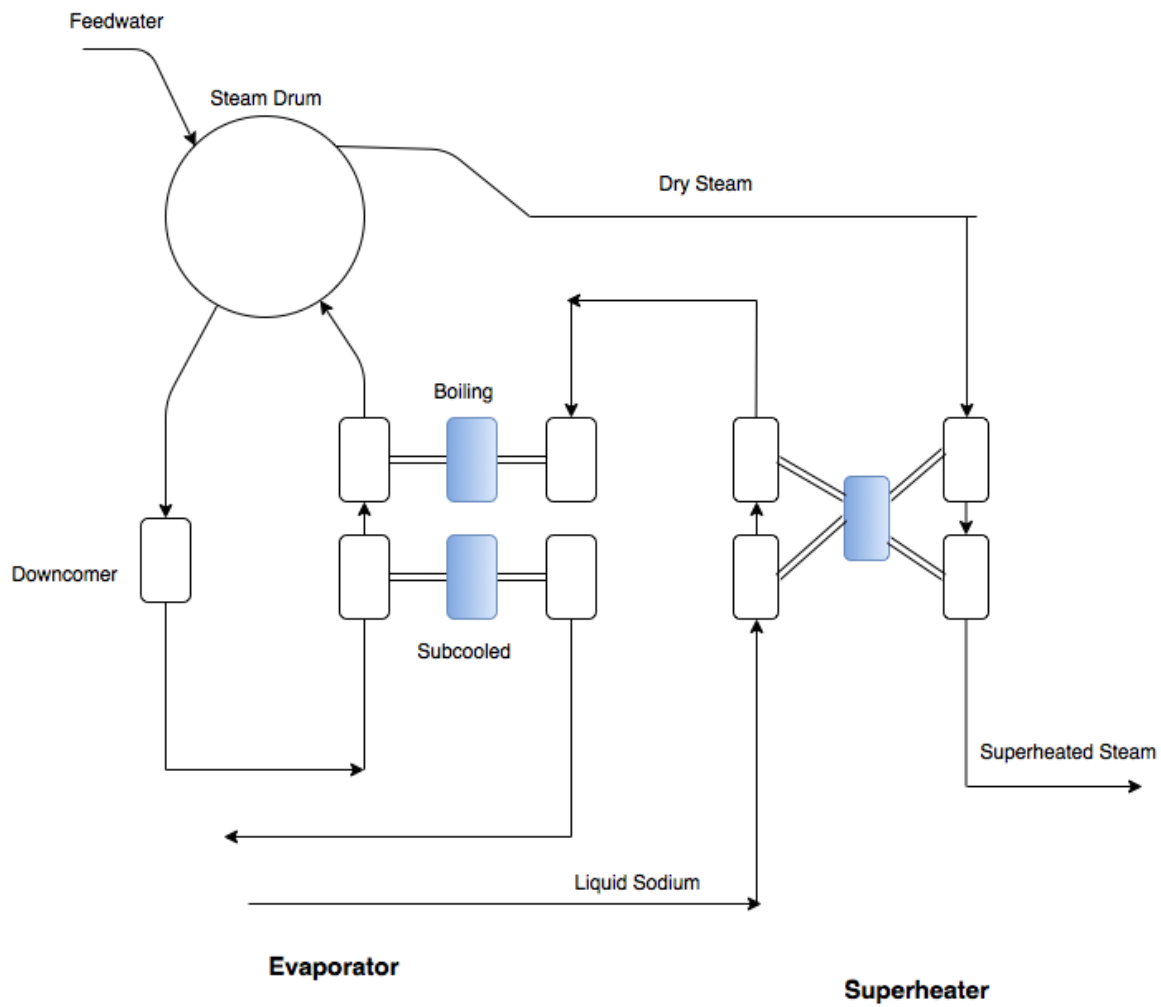 Feedwater
Steam Drum
Dry Steam
Boiling
Downcomer
Subcooled
Superheated Steam
Liquid Sodium
Evaporator
Superheater